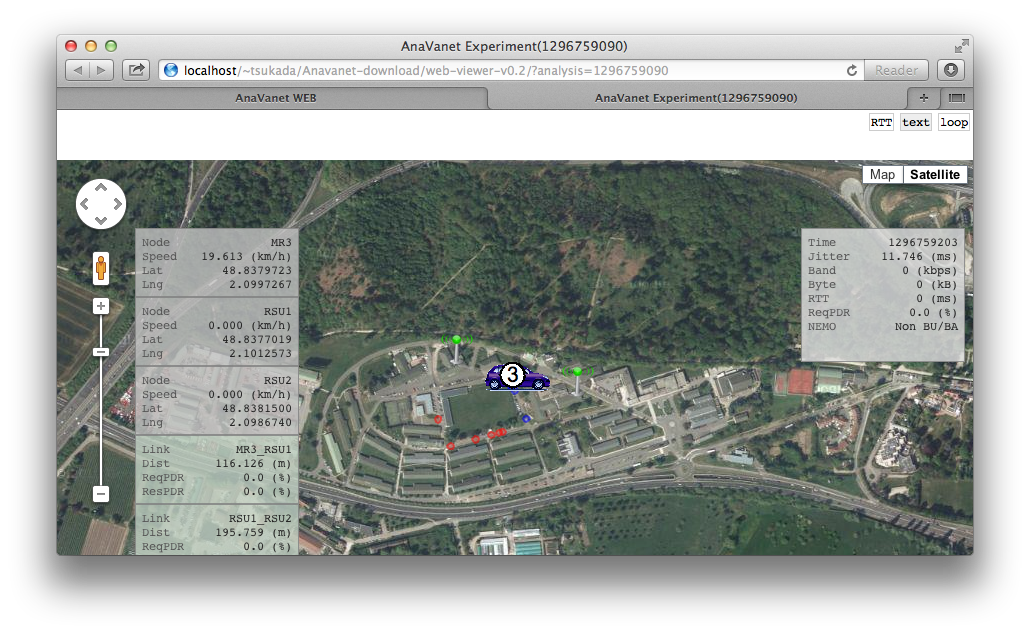 AnaVanet Experiment(1296759090)
localhost/~tsukada/Anavanet-download/web-viewer-v0.2/?analysis=1296759090
Reader
AnaVanet WEB
AnaVanet Experiment(1296759090)
RTT text loop
Map Satellite
Node MR3
Speed 19.613 (km/h)
Lat 48.8379723
Lng 2.0997267
Node RSU1
Speed 0.000 (km/h)
Lat 48.8377019
Lng 2.1012573
Node RSU2
Speed 0.000 (km/h)
Lat 48.8381500
Lng 2.0986740
Link MR3_RSU1
Dist 116.126 (m)
ReqPDR 0.0 (%)
ResPDR 0.0 (%)
Link RSU1_RSU2
Dist 195.759 (m)
ReqPDR 0.0 (%)
3
Time 1296759203
Jitter 11.746 (ms)
Band 0 (kbps)
Byte 0 (kB)
RTT 0 (ms)
ReqPDR 0.0 (%)
NEMO Non BU/BA